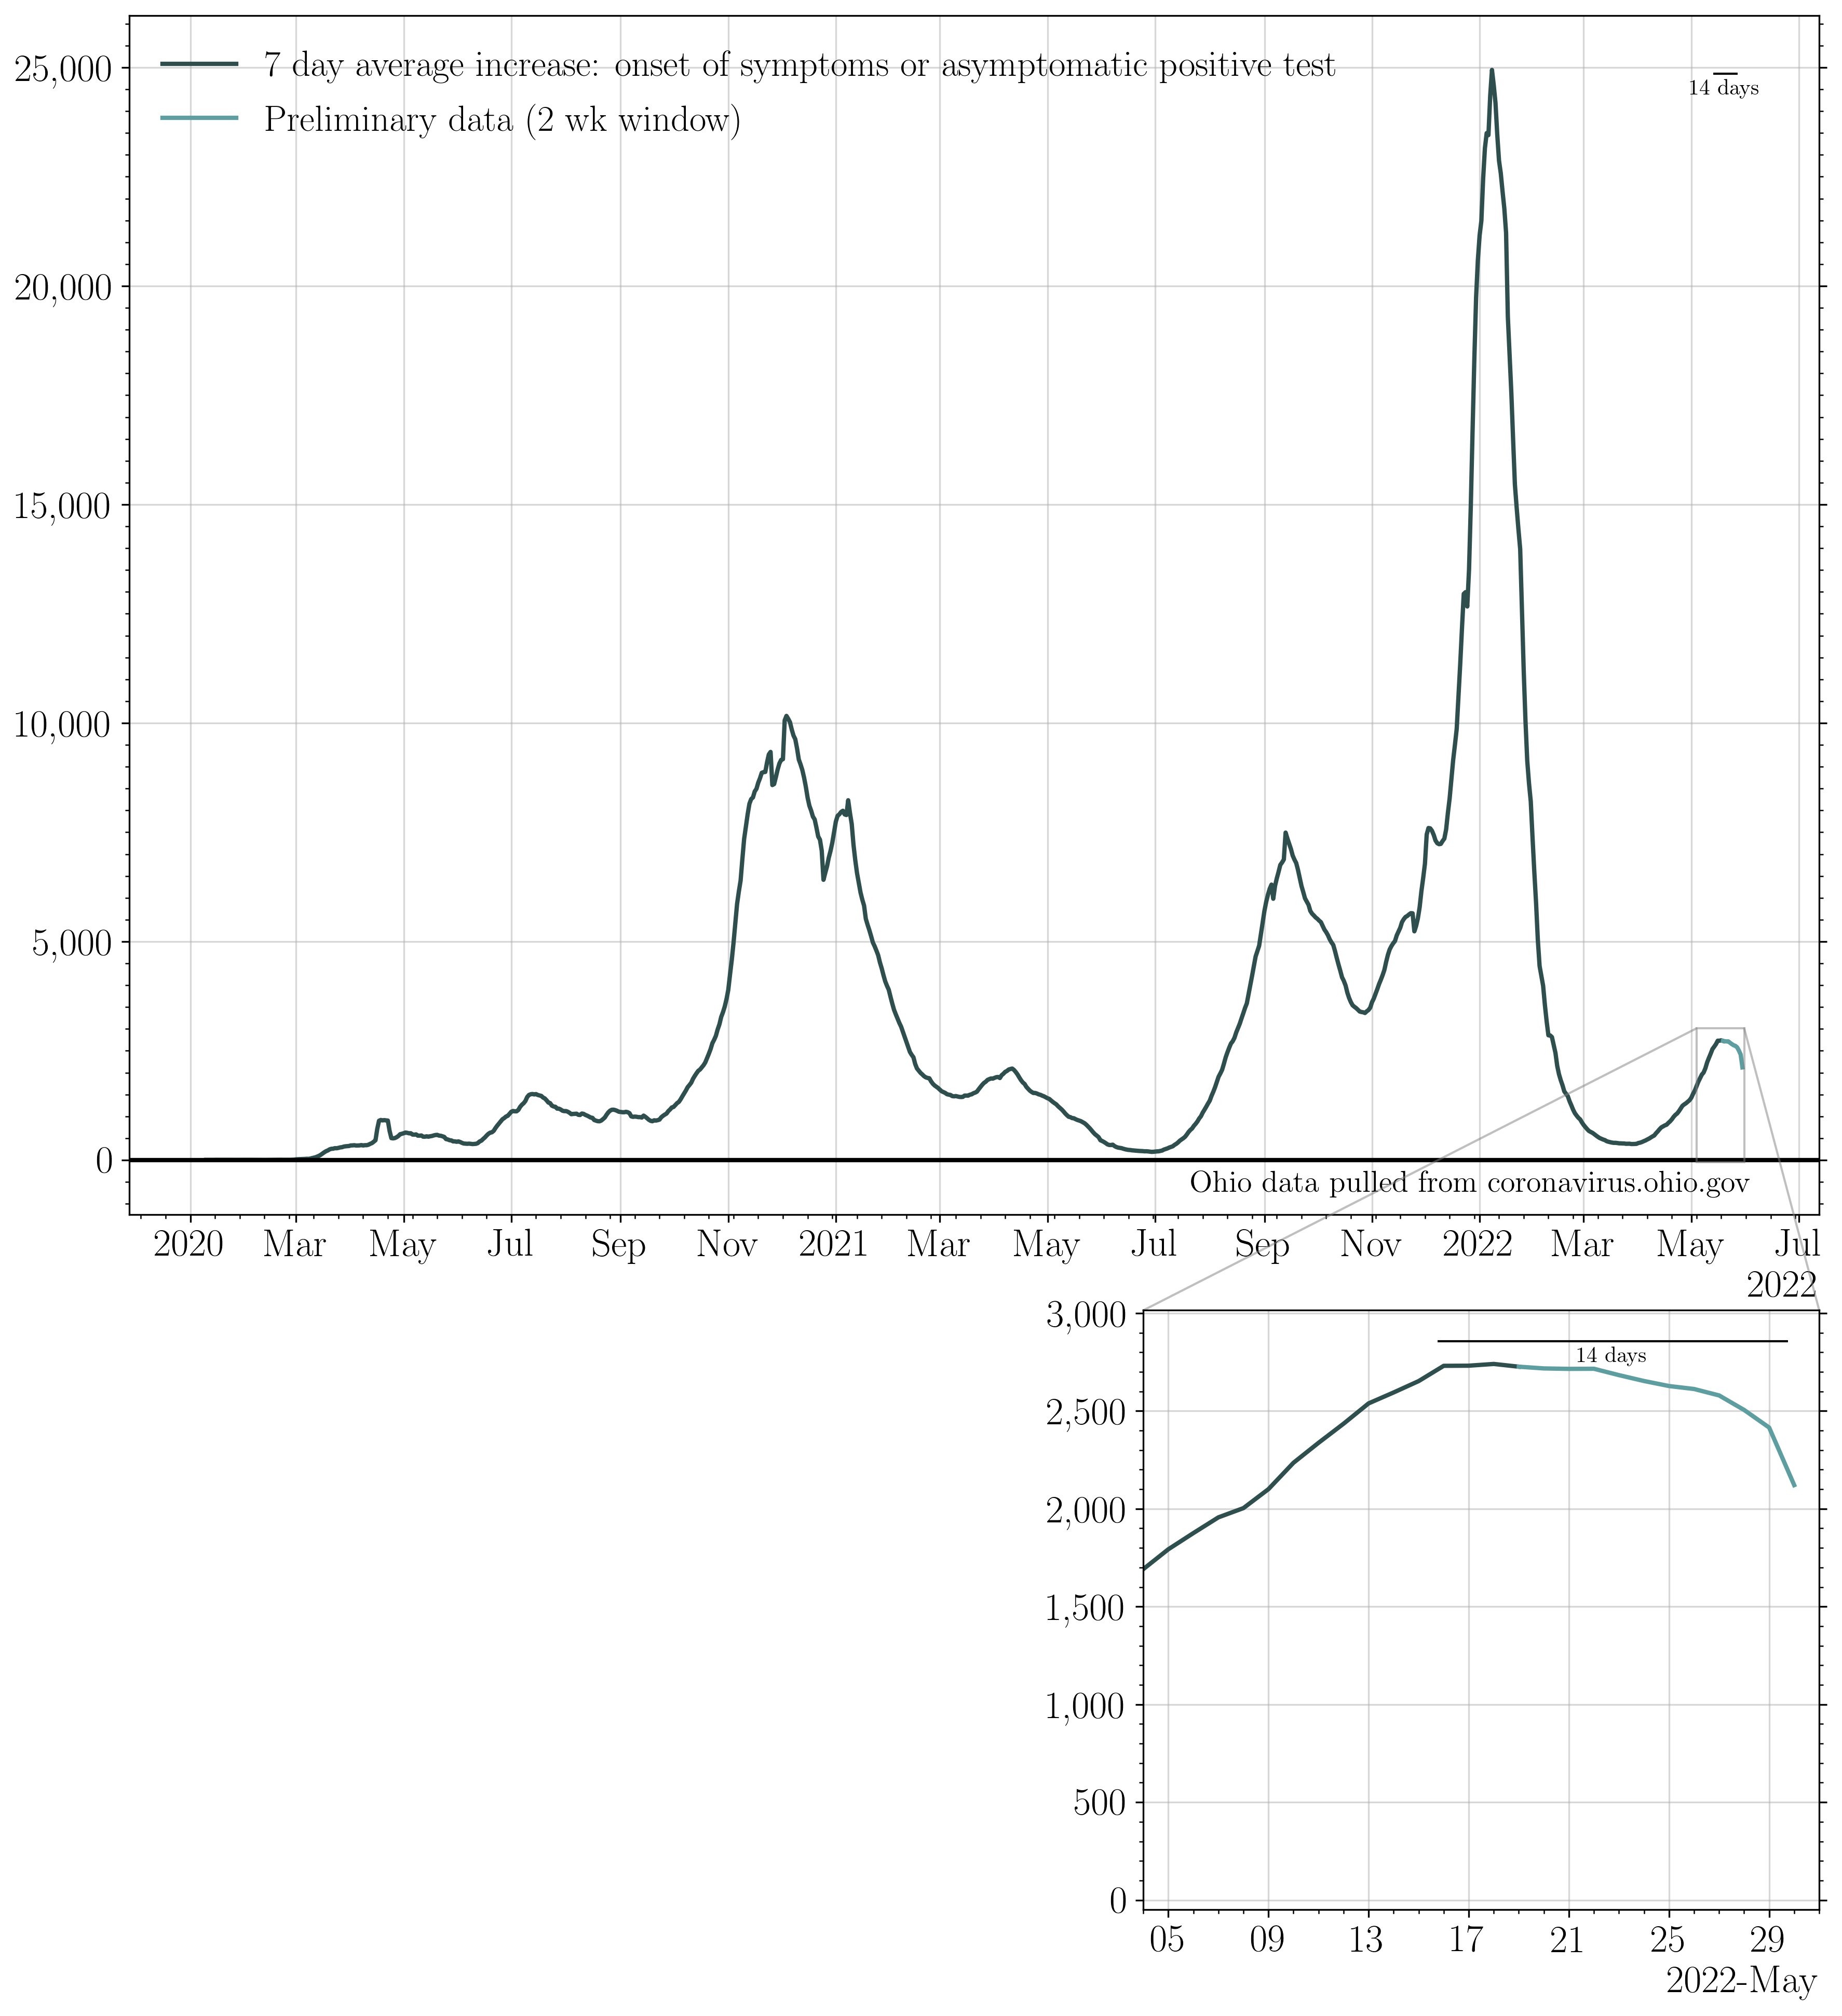 7 day average increase: onset of symptoms or asymptomatic positive test
Preliminary data (2 wk window)
14 days
25,000
20,000
15,000
10,000
5,000
0
Ohio data pulled from coronavirus.ohio.gov
2020 Mar May Jul Sep Nov 2021 Mar May Jul Sep Nov 2022 Mar May Jul
2022
3,000
14 days
2,500
2,000
1,500
1,000
500
0
05 09 13 17 21 25 29
2022-May